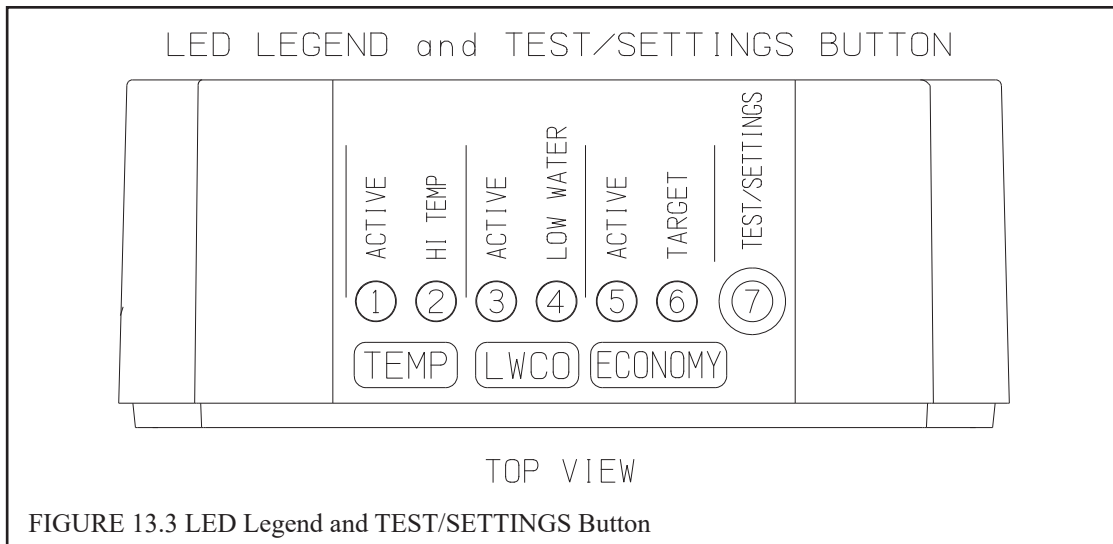 LED LEGEND and TEST/SETTINGS BUTTON
ACTIVE
HI TEMP
ACTIVE
LOW WATER
ACTIVE
TARGET
TEST/SETTINGS
1 2 3 4 5 6 7
TEMP LWCO ECONOMY
TOP VIEW
FIGURE 13.3 LED Legend and TEST/SETTINGS Button